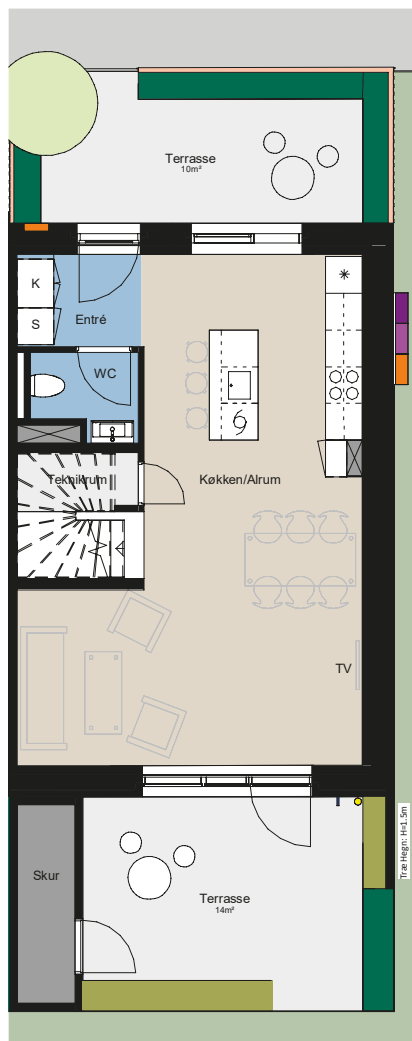 Terrasse
10m²
K
S
Entré
WC
Teknikrum
Køkken/Alrum
TV
Træ Hegn: H=1.5m
Skur
Terrasse
14m²